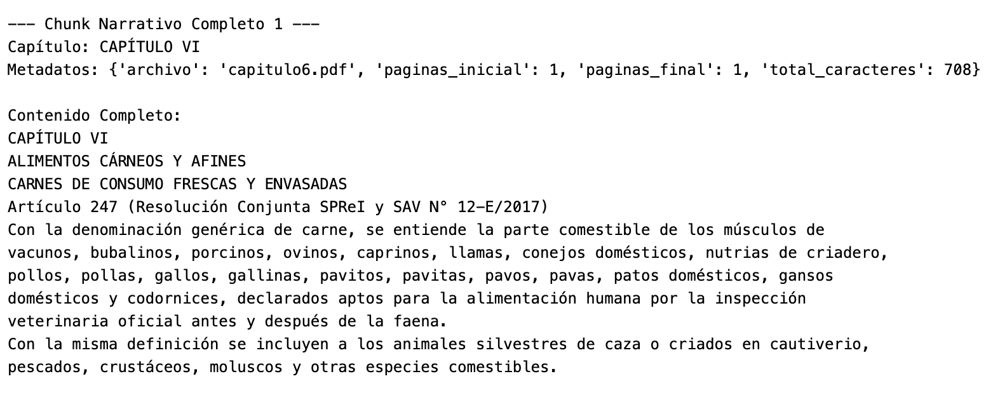 --- Chunk Narrativo Completo 1 ---
Capítulo: CAPÍTULO VI
Metadatos: {'archivo': 'capitulo6.pdf', 'paginas_inicial': 1, 'paginas_final': 1, 'total_caracteres': 708}
Contenido Completo:
CAPÍTULO VI
ALIMENTOS CÁRNEOS Y AFINES
CARNES DE CONSUMO FRESCAS Y ENVASADAS
Artículo 247 (Resolución Conjunta SPReI y SAV N° 12-E/2017)
Con la denominación genérica de carne, se entiende la parte comestible de los músculos de
vacunos, bubalinos, porcinos, ovinos, caprinos, llamas, conejos domésticos, nutrias de criadero,
pollos, pollas, gallos, gallinas, pavitos, pavitas, pavos, pavas, patos domésticos, gansos
domésticos y codornices, declarados aptos para la alimentación humana por la inspección
veterinaria oficial antes y después de la faena.
Con la misma definición se incluyen a los animales silvestres de caza o criados en cautiverio,
pescados, crustáceos, moluscos y otras especies comestibles.